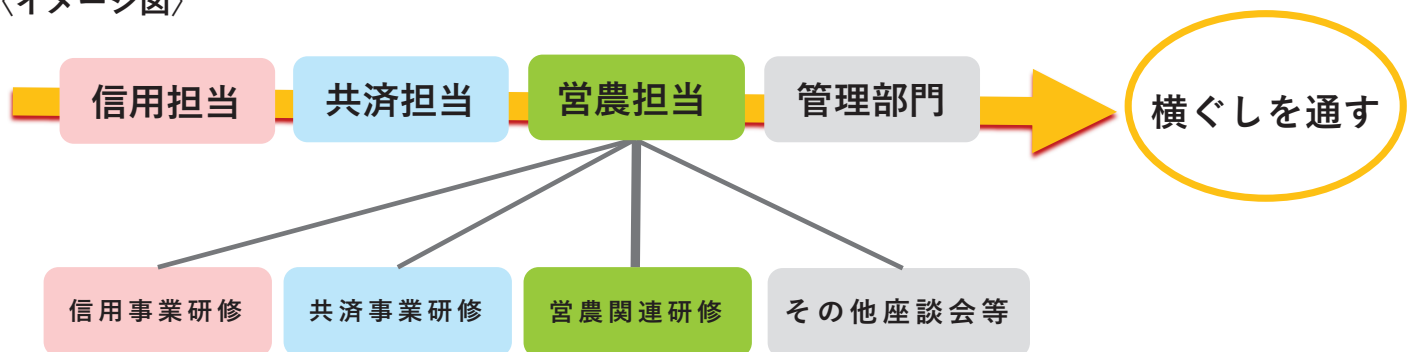 〈イメージ図〉
信用担当
共済担当
営農担当
管理部門
横ぐしを通す
信用事業研修
共済事業研修
営農関連研修
その他座談会等